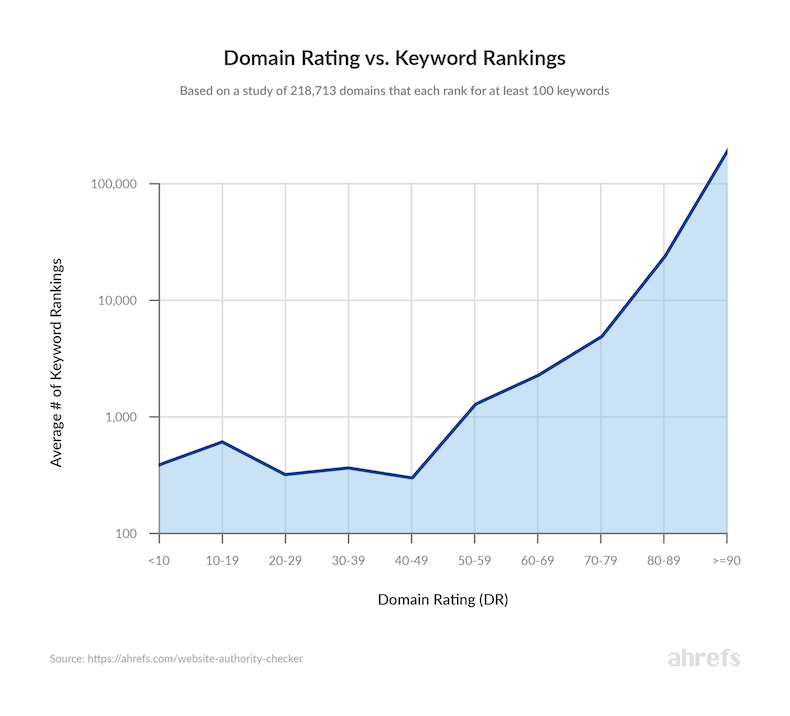 Domain Rating vs. Keyword Rankings
Based on a study of 218,713 domains that each rank for at least 100 keywords
Average # of Keyword Rankings
100,000
10,000
1,000
100
<10 10-19 20-29 30-39 40-49 50-59 60-69 70-79 80-89 >=90
Domain Rating (DR)
Source: https://ahrefs.com/website-authority-checker
ahrefs